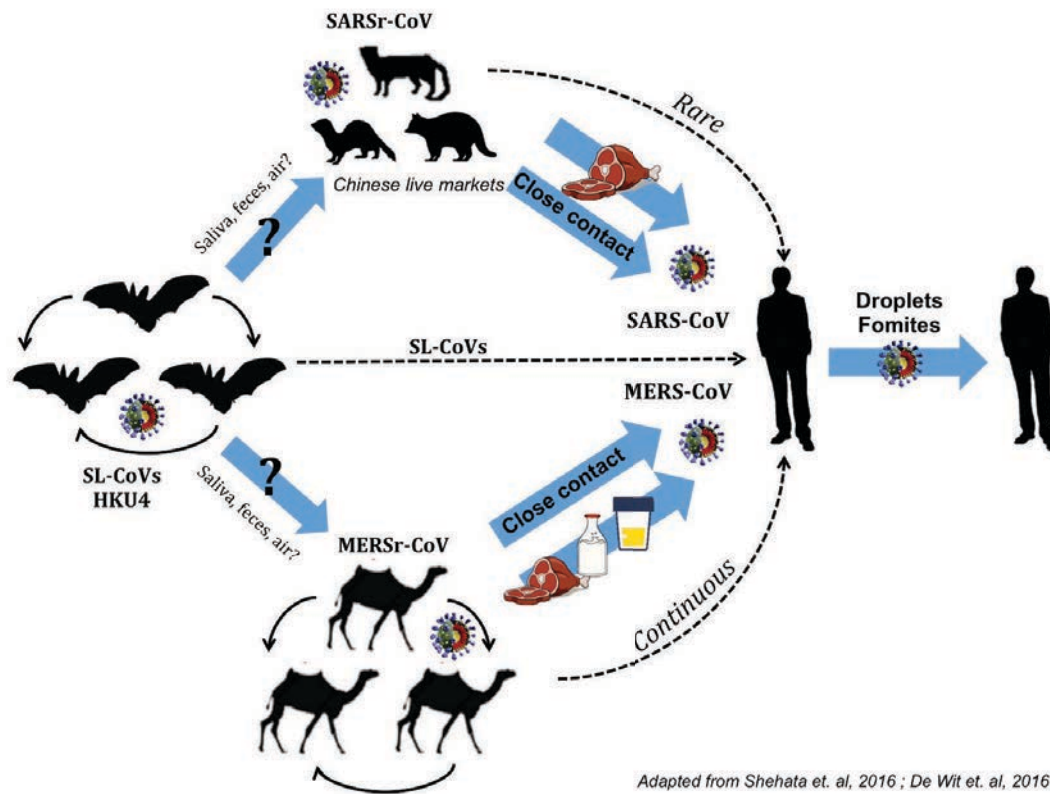 SARSr-CoV
Rare
Saliva, feces, air?
?
Chinese live markets
Close contact
SARS-CoV
Droplets
Fomites
SL-CoVs
MERS-CoV
SL-CoVs
HKU4
?
Saliva, feces, air?
Close contact
MERSr-CoV
Continuous
Adapted from Shehata et. al, 2016 ; De Wit et. al, 2016